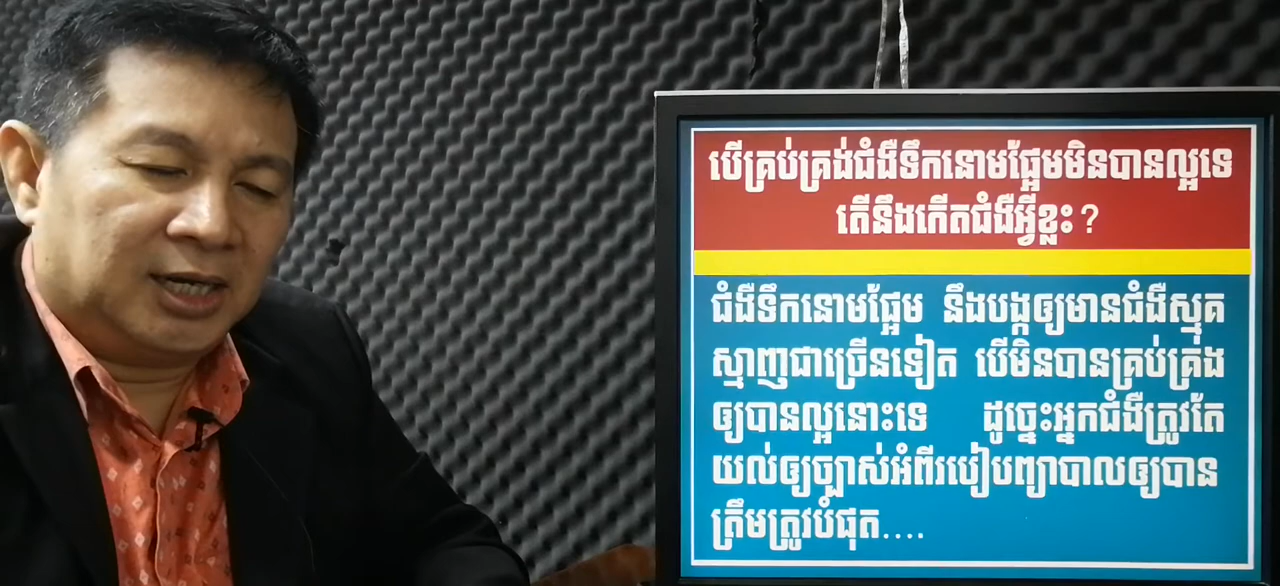 បើគ្រប់គ្រង់ជំងឺទឹកនោមផ្អែមមិនបានល្អទេ
តើនឹងកើតជំងឺអ្វីខ្លះ?
ជំងឺទឹកនោមផ្អែម នឹងបង្កឲ្យមានជំងឺស្មុគ
ស្មាញជាច្រើនទៀត បើមិនបានគ្រប់គ្រង
ឲ្យបានល្អនោះទេ ដូច្នេះអ្នកជំងឺត្រូវតែ
យល់ឲ្យច្បាស់អំពីរបៀបព្យាបាលឲ្យបាន
ត្រឹមត្រូវបំផុត....